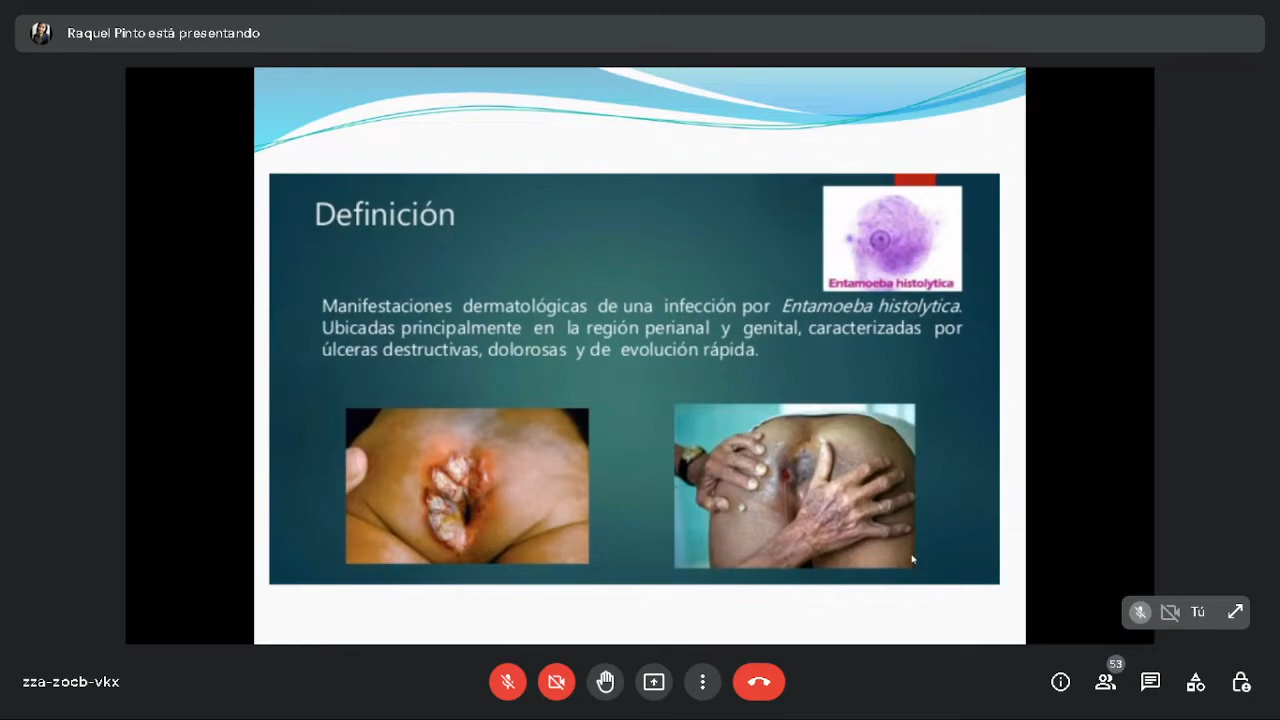 Raquel Pinto está presentando
Definición
Entamoeba histolytica
Manifestaciones dermatológicas de una infección por Entamoeba histolytica.
Ubicadas principalmente en la región perianal y genital, caracterizadas por
úlceras destructivas, dolorosas y de evolución rápida.
Tú
zza-zocb-vkx
53